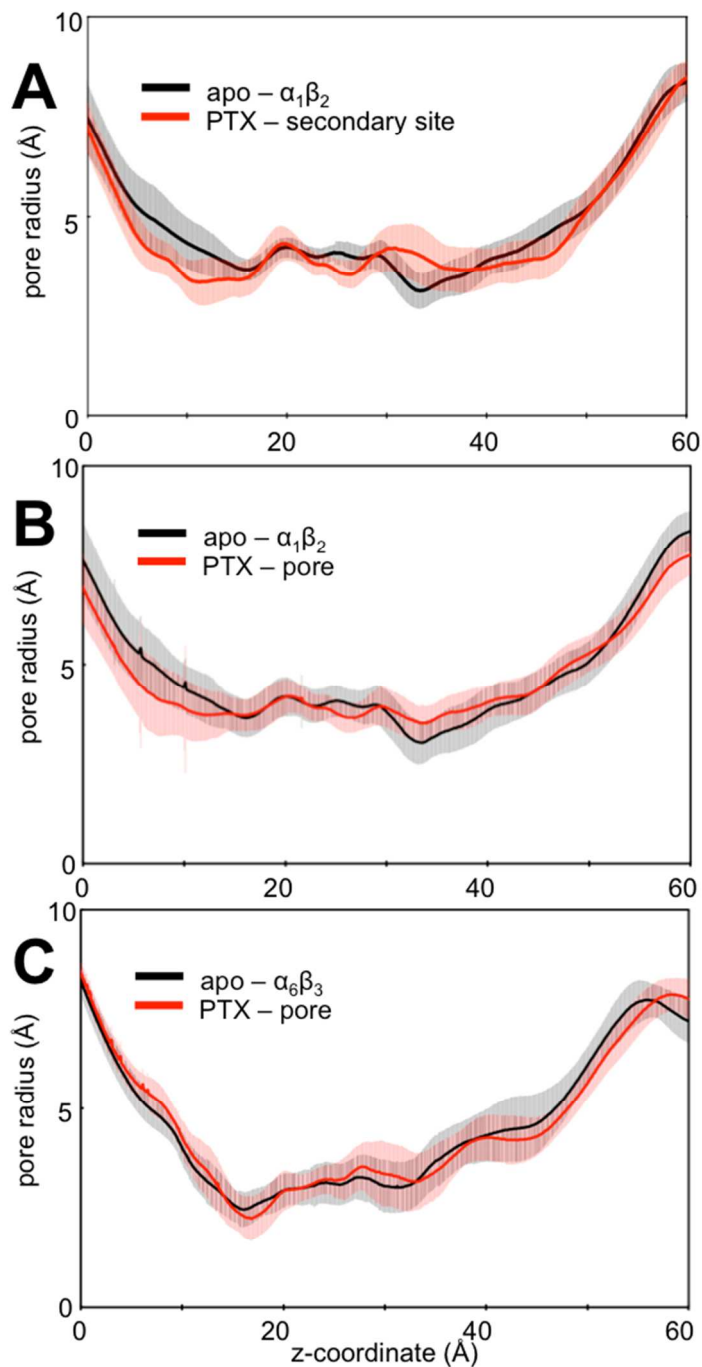 A
10
apo – α₁β₂
PTX – secondary site
pore radius (Å)
5
0
0 20 40 60
B
10
apo – α₁β₂
PTX – pore
pore radius (Å)
5
0
0 20 40 60
C
10
apo – α₆β₃
PTX – pore
pore radius (Å)
5
0
0 20 40 60
z-coordinate (Å)